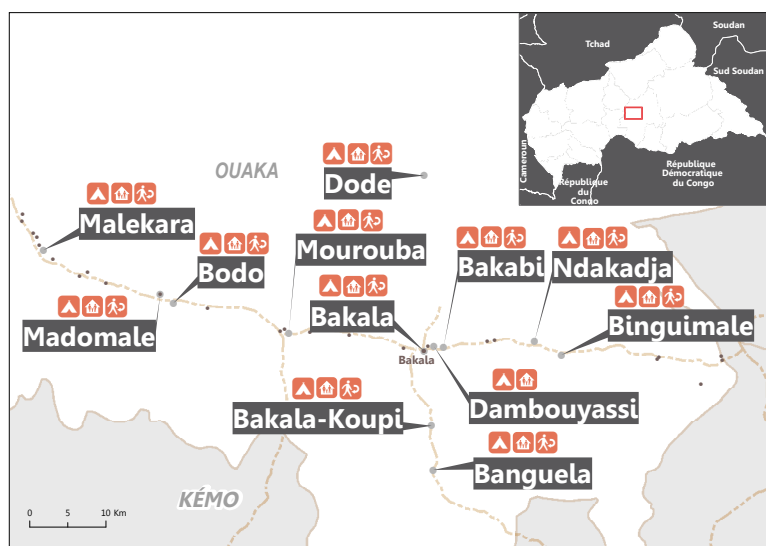 Soudan
Tchad
Sud Soudan
Cameroun
République
du
Congo
République
Démocratique
du Congo
OUAKA
Dode
Malekara
Mourouba
Bodo
Bakabi
Ndakadja
Bakala
Binguimale
Madomale
Bakala
Dambouyassi
Bakala-Koupi
Banguela
KÉMO
0 5 10 Km